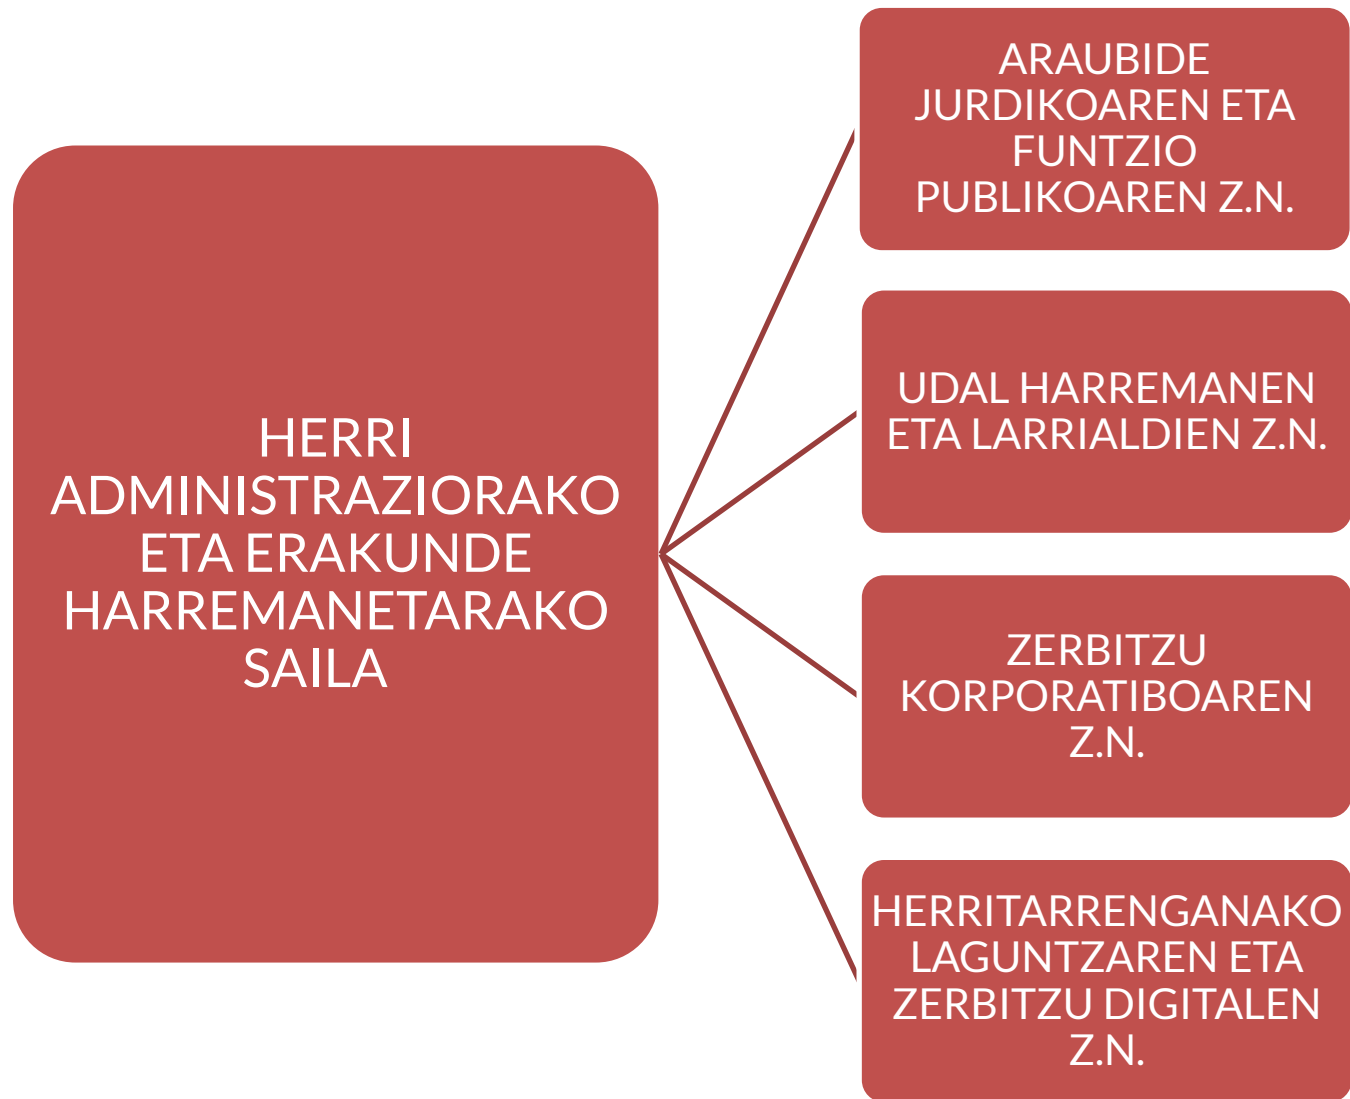 HERRI
ADMINISTRAZIORAKO
ETA ERAKUNDE
HARREMANETARAKO
SAILA
ARAUBIDE
JURDIKOAREN ETA
FUNTZIO
PUBLIKOAREN Z.N.
UDAL HARREMANEN
ETA LARRIALDIEN Z.N.
ZERBITZU
KORPORATIBOAREN
Z.N.
HERRITARRENGANAKO
LAGUNTZAREN ETA
ZERBITZU DIGITALEN
Z.N.